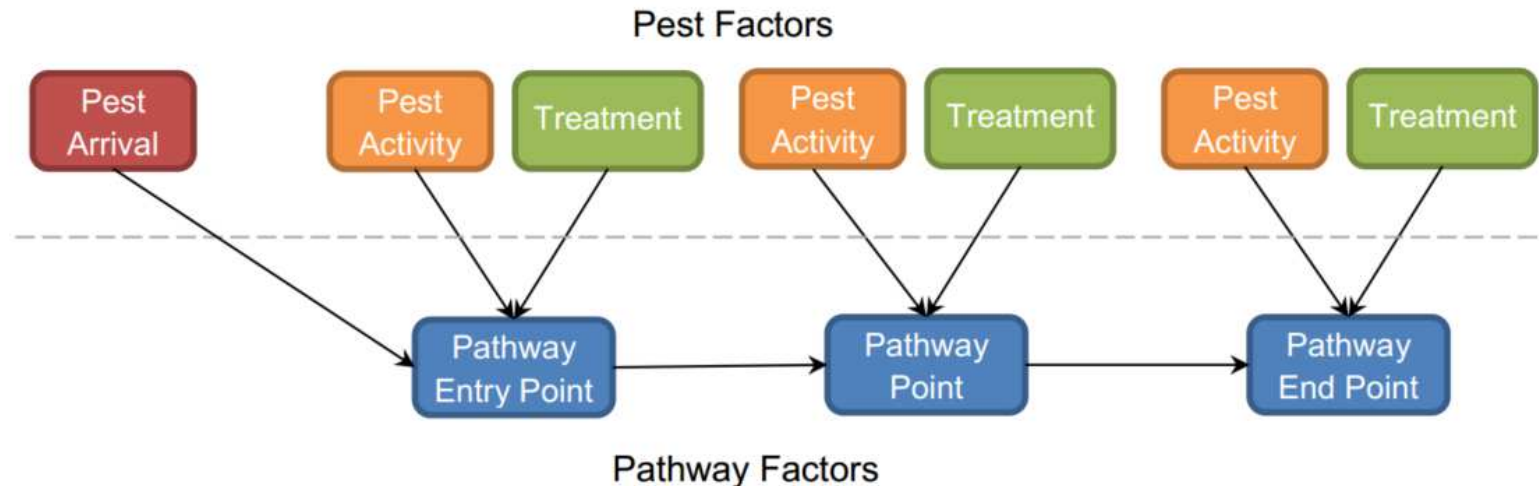 Pest Factors
Pest
Arrival
Pest
Activity
Treatment
Pest
Activity
Treatment
Pest
Activity
Treatment
Pathway
Entry Point
Pathway
Point
Pathway
End Point
Pathway Factors